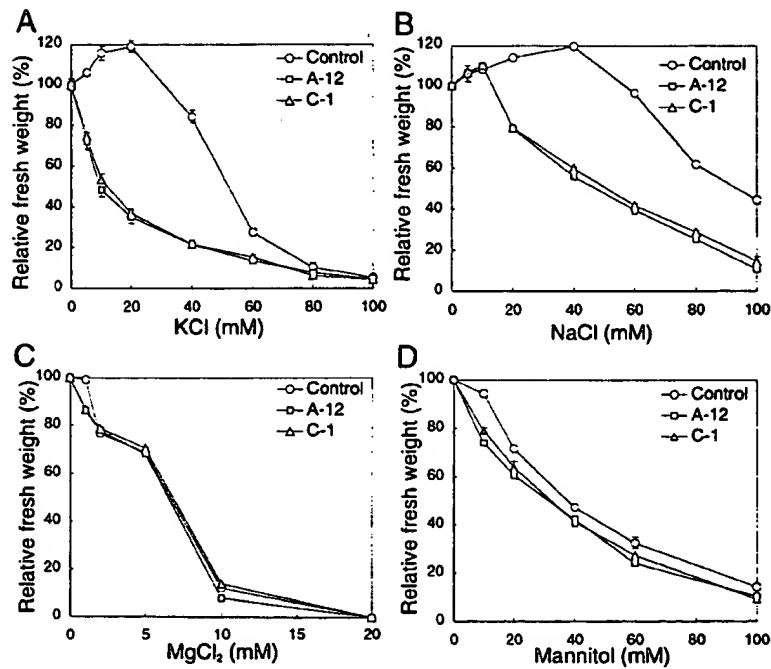 A
Relative fresh weight (%)
120
100
80
60
40
20
0
0 20 40 60 80 100
KCl (mM)
Control
A-12
C-1
B
Relative fresh weight (%)
120
100
80
60
40
20
0
0 20 40 60 80 100
NaCl (mM)
Control
A-12
C-1
C
Relative fresh weight (%)
100
80
60
40
20
0
0 5 10 15 20
MgCl₂ (mM)
Control
A-12
C-1
D
Relative fresh weight (%)
100
80
60
40
20
0
0 20 40 60 80 100
Mannitol (mM)
Control
A-12
C-1